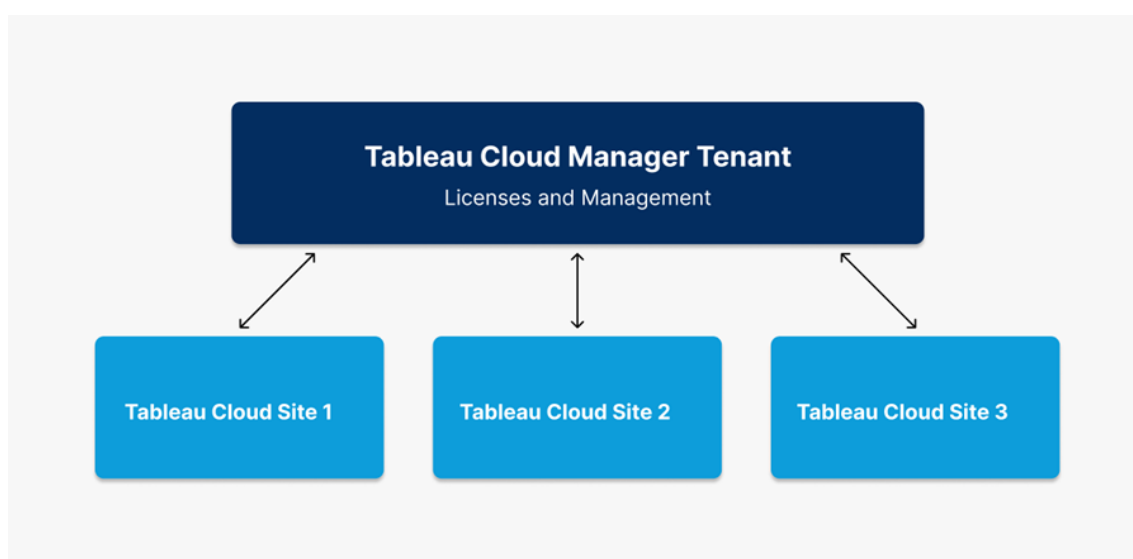 Tableau Cloud Manager Tenant
Licenses and Management
Tableau Cloud Site 1
Tableau Cloud Site 2
Tableau Cloud Site 3